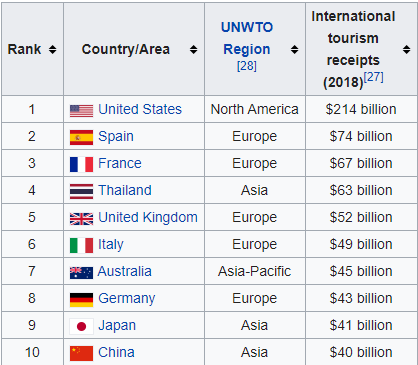 Rank Country/Area UNWTO Region [28] International tourism receipts (2018)[27]
1 United States North America $214 billion
2 Spain Europe $74 billion
3 France Europe $67 billion
4 Thailand Asia $63 billion
5 United Kingdom Europe $52 billion
6 Italy Europe $49 billion
7 Australia Asia-Pacific $45 billion
8 Germany Europe $43 billion
9 Japan Asia $41 billion
10 China Asia $40 billion